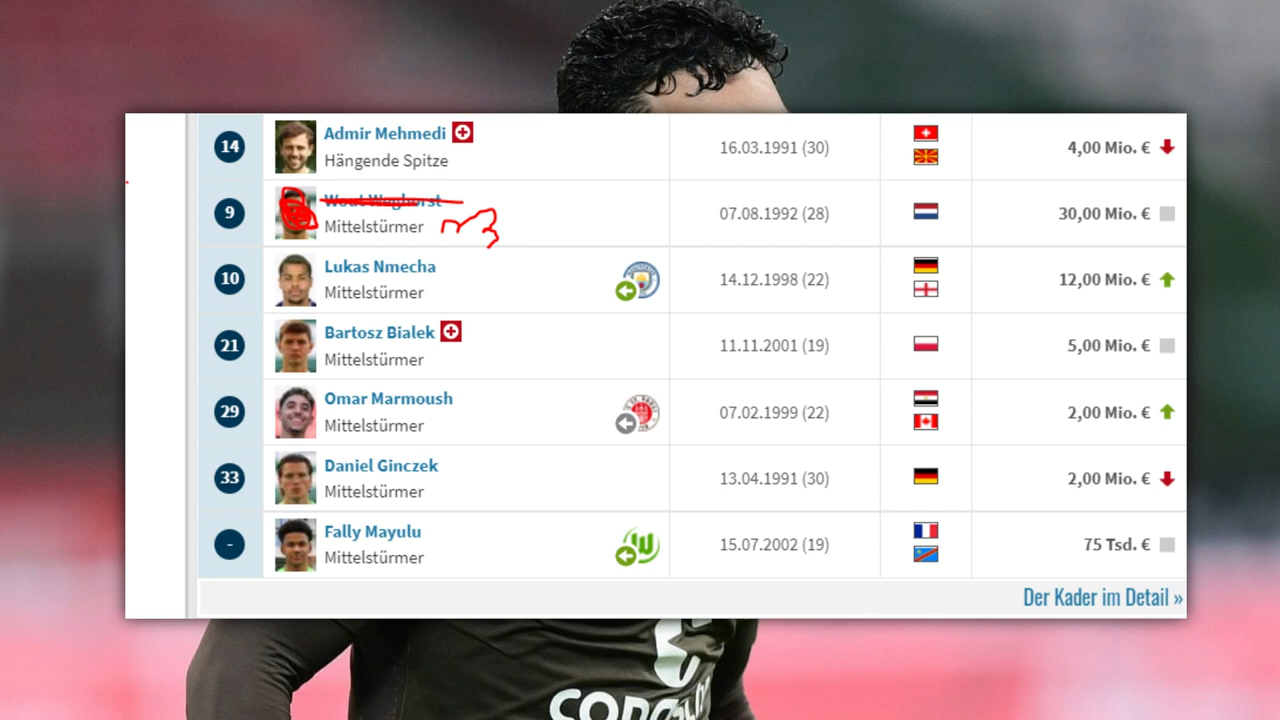 14
Admir Mehmedi
Hängende Spitze
16.03.1991 (30)
4,00 Mio. €
9
Wout Weghorst
Mittelstürmer
07.08.1992 (28)
30,00 Mio. €
10
Lukas Nmecha
Mittelstürmer
14.12.1998 (22)
12,00 Mio. €
21
Bartosz Bialek
Mittelstürmer
11.11.2001 (19)
5,00 Mio. €
29
Omar Marmoush
Mittelstürmer
07.02.1999 (22)
2,00 Mio. €
33
Daniel Ginczek
Mittelstürmer
13.04.1991 (30)
2,00 Mio. €
-
Fally Mayulu
Mittelstürmer
15.07.2002 (19)
75 Tsd. €
Der Kader im Detail »